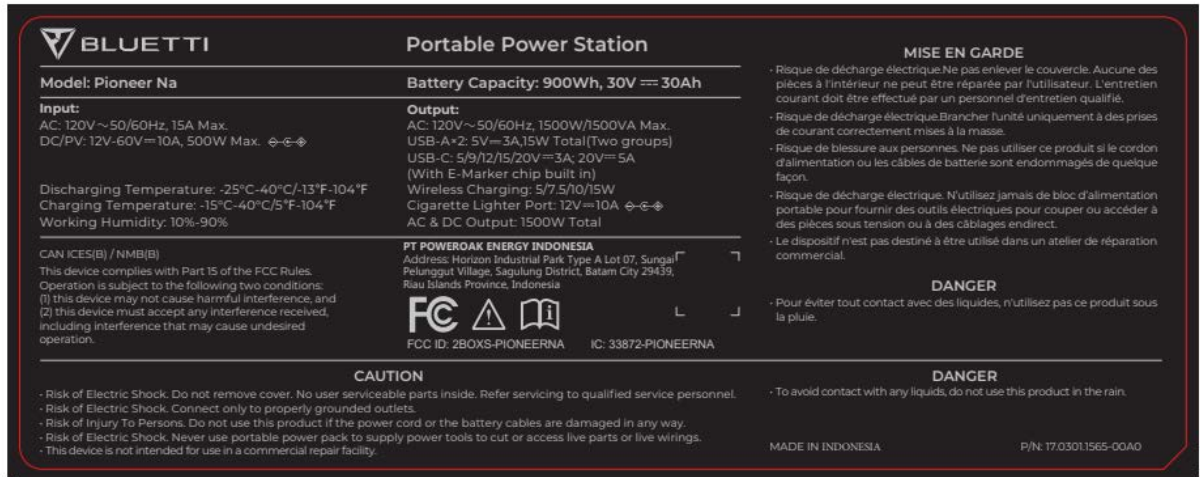 BLUETTI
Portable Power Station
Model: Pioneer Na
Battery Capacity: 900Wh, 30V⎓30Ah
Input:
AC: 120V~50/60Hz, 15A Max.
DC/PV: 12V-60V⎓10A, 500W Max.
Discharging Temperature: -25°C-40°C/-13°F-104°F
Charging Temperature: -15°C-40°C/5°F-104°F
Working Humidity: 10%-90%
Output:
AC: 120V~50/60Hz, 1500W/1500VA Max.
USB-A*2: 5V⎓3A,15W Total(Two groups)
USB-C: 5/9/12/15/20V⎓3A; 20V⎓5A
(With E-Marker chip built in)
Wireless Charging: 5/7.5/10/15W
Cigarette Lighter Port: 12V⎓10A
AC & DC Output: 1500W Total
CAN ICES(B) / NMB(B)
This device complies with Part 15 of the FCC Rules.
Operation is subject to the following two conditions:
(1) this device may not cause harmful interference, and
(2) this device must accept any interference received,
including interference that may cause undesired
operation.
PT POWEROAK ENERGY INDONESIA
Address: Horizon Industrial Park Type A Lot 07, Sungai
Pelunggut Village, Sagulung District, Batam City 29439,
Riau Islands Province, Indonesia
FC
FCC ID: 2BOXS-PIONEERNA IC: 33872-PIONEERNA
MISE EN GARDE
· Risque de décharge électrique.Ne pas enlever le couvercle. Aucune des
pièces à l'intérieur ne peut être réparée par l'utilisateur. L'entretien
courant doit être effectué par un personnel d'entretien qualifié.
· Risque de décharge électrique.Brancher l'unité uniquement à des prises
de courant correctement mises à la masse.
· Risque de blessure aux personnes. Ne pas utiliser ce produit si le cordon
d'alimentation ou les câbles de batterie sont endommagés de quelque
façon.
· Risque de décharge électrique. N'utilisez jamais de bloc d'alimentation
portable pour fournir des outils électriques pour couper ou accéder à
des pièces sous tension ou à des câblages endirect.
· Le dispositif n'est pas destiné à être utilisé dans un atelier de réparation
commercial.
DANGER
· Pour éviter tout contact avec des liquides, n'utilisez pas ce produit sous
la pluie.
CAUTION
· Risk of Electric Shock. Do not remove cover. No user serviceable parts inside. Refer servicing to qualified service personnel.
· Risk of Electric Shock. Connect only to properly grounded outlets.
· Risk of Injury To Persons. Do not use this product if the power cord or the battery cables are damaged in any way.
· Risk of Electric Shock. Never use portable power pack to supply power tools to cut or access live parts or live wirings.
· This device is not intended for use in a commercial repair facility.
DANGER
· To avoid contact with any liquids, do not use this product in the rain.
MADE IN INDONESIA
P/N: 17.0301.1565-00A0